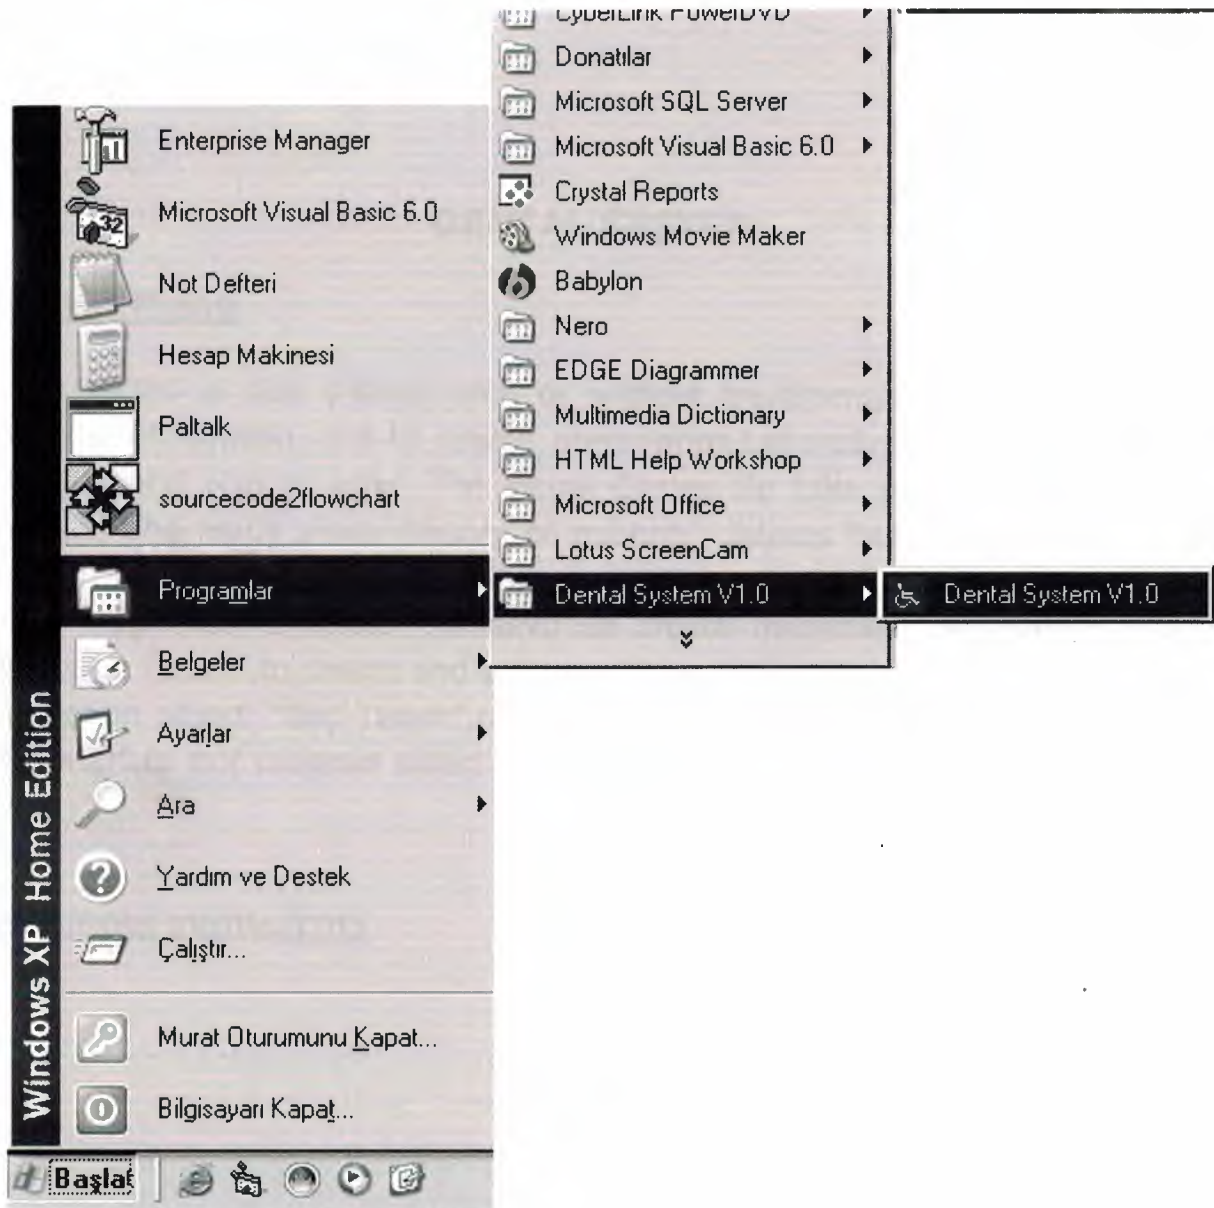 Enterprise Manager
Microsoft Visual Basic 6.0
Not Defteri
Hesap Makinesi
Paltalk
sourcecode2flowchart
Programlar
Belgeler
Ayarlar
Ara
Yardım ve Destek
Çalıştır...
Murat Oturumunu Kapat...
Bilgisayarı Kapat...
Windows XP Home Edition
Başlat
CyberLink PowerDVD
Donatılar
Microsoft SQL Server
Microsoft Visual Basic 6.0
Crystal Reports
Windows Movie Maker
Babylon
Nero
EDGE Diagrammer
Multimedia Dictionary
HTML Help Workshop
Microsoft Office
Lotus ScreenCam
Dental System V1.0
Dental System V1.0